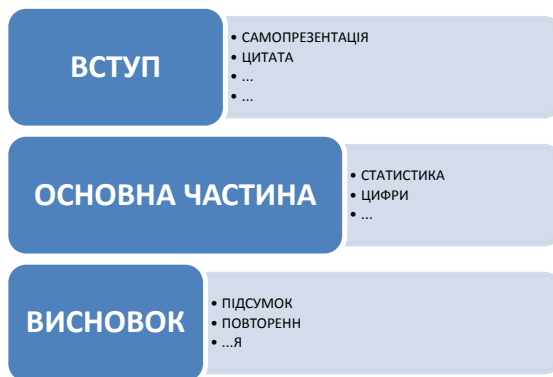 ВСТУП
• САМОПРЕЗЕНТАЦІЯ
• ЦИТАТА
• ...
• ...
ОСНОВНА ЧАСТИНА
• СТАТИСТИКА
• ЦИФРИ
• ...
ВИСНОВОК
• ПІДСУМОК
• ПОВТОРЕНН
• ...Я